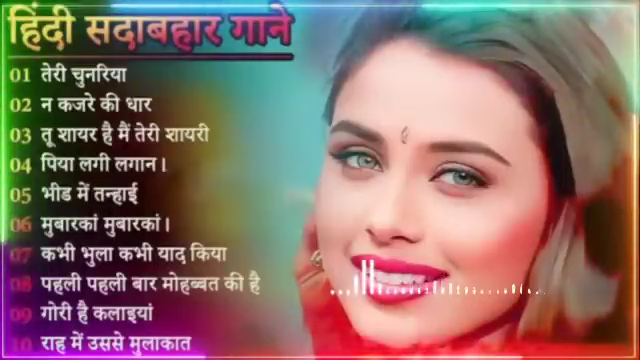 हिंदी सदाबहार गाने
01 तेरी चुनरिया
02 न कजरे की धार
03 तू शायर है मैं तेरी शायरी
04 पिया लगी लगान।
05 भीड में तन्हाई
06 मुबारकां मुबारकां।
07 कभी भुला कभी याद किया
08 पहली पहली बार मोहब्बत की है
09 गोरी है कलाइयां
10 राह में उससे मुलाकात